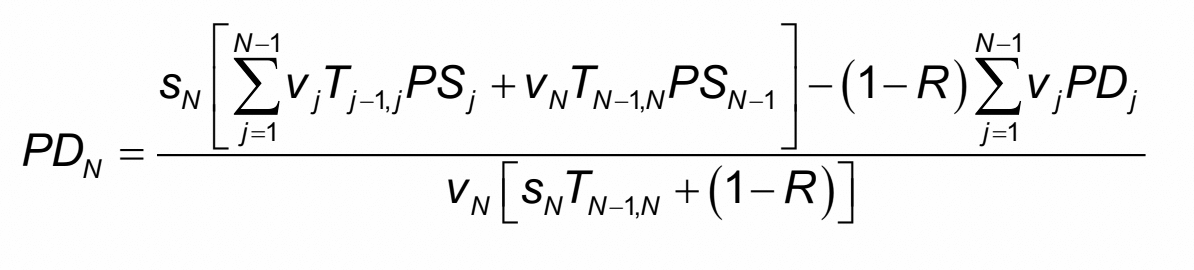 PD_N = \frac{s_N \left[ \sum_{j=1}^{N-1} v_j T_{j-1,j} PS_j + v_N T_{N-1,N} PS_{N-1} \right] - (1-R) \sum_{j=1}^{N-1} v_j PD_j}{v_N \left[ s_N T_{N-1,N} + (1-R) \right]}